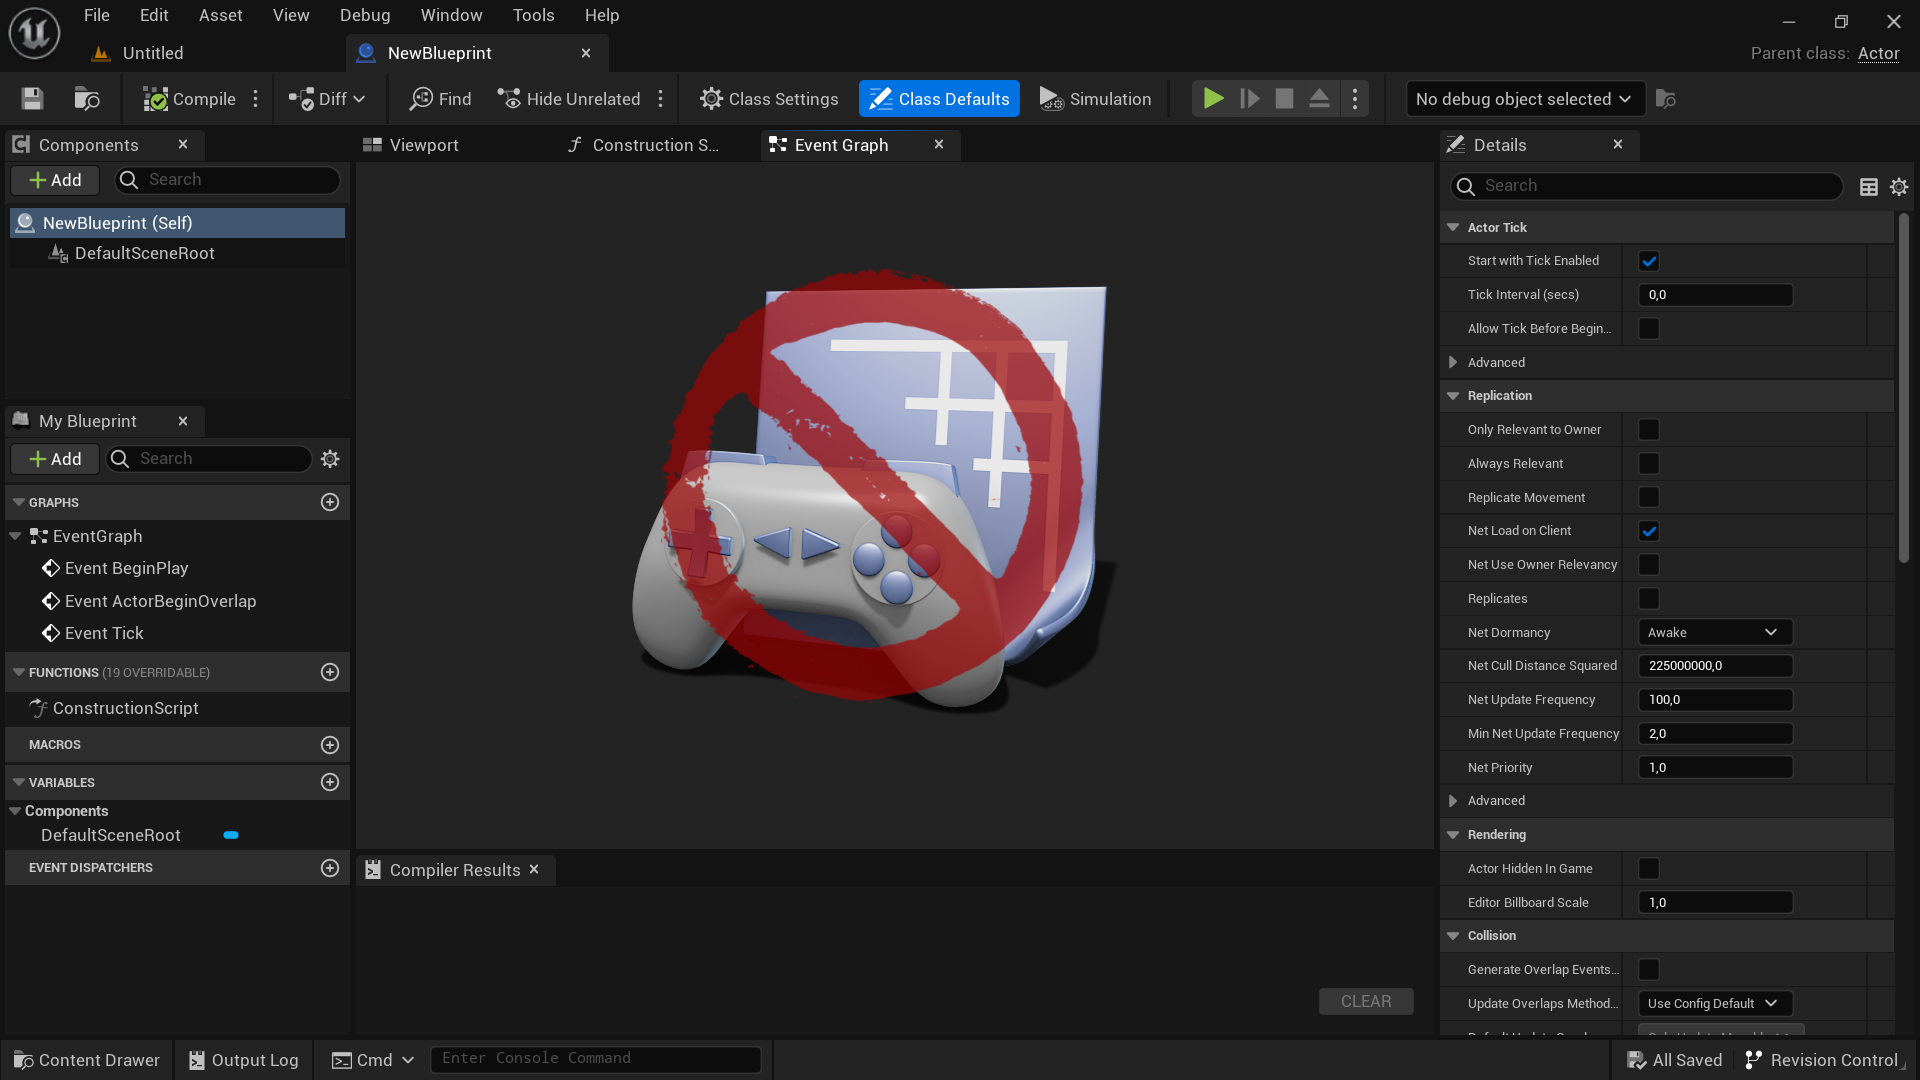 File Edit Asset View Debug Window Tools Help
Untitled
NewBlueprint
Parent class: Actor
Compile
Diff
Find
Hide Unrelated
Class Settings
Class Defaults
Simulation
No debug object selected
Components
Add
Search
NewBlueprint (Self)
DefaultSceneRoot
My Blueprint
Add
Search
GRAPHS
EventGraph
Event BeginPlay
Event ActorBeginOverlap
Event Tick
FUNCTIONS (19 OVERRIDABLE)
ConstructionScript
MACROS
VARIABLES
Components
DefaultSceneRoot
EVENT DISPATCHERS
Viewport
Construction S...
Event Graph
Compiler Results
CLEAR
Details
Search
Actor Tick
Start with Tick Enabled
Tick Interval (secs) 0,0
Allow Tick Before Begin...
Advanced
Replication
Only Relevant to Owner
Always Relevant
Replicate Movement
Net Load on Client
Net Use Owner Relevancy
Replicates
Net Dormancy Awake
Net Cull Distance Squared 225000000,0
Net Update Frequency 100,0
Min Net Update Frequency 2,0
Net Priority 1,0
Advanced
Rendering
Actor Hidden In Game
Editor Billboard Scale 1,0
Collision
Generate Overlap Events...
Update Overlaps Method... Use Config Default
Content Drawer
Output Log
Cmd
Enter Console Command
All Saved
Revision Control